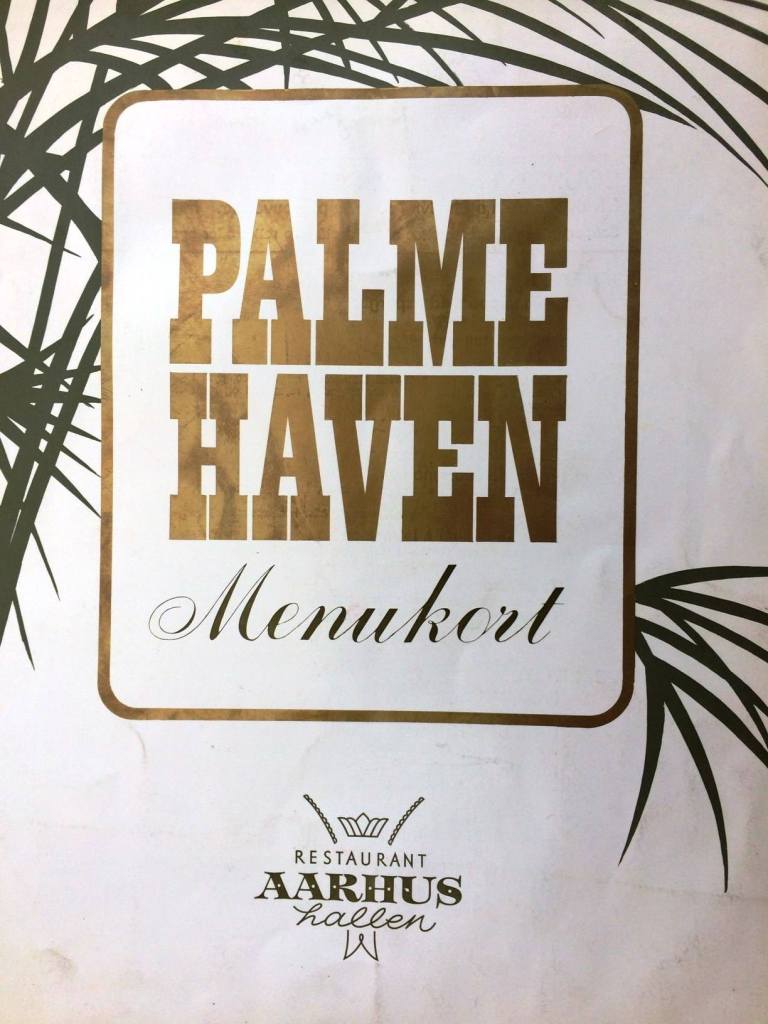 PALME
HAVEN
Menukort
RESTAURANT
AARHUS
hallen